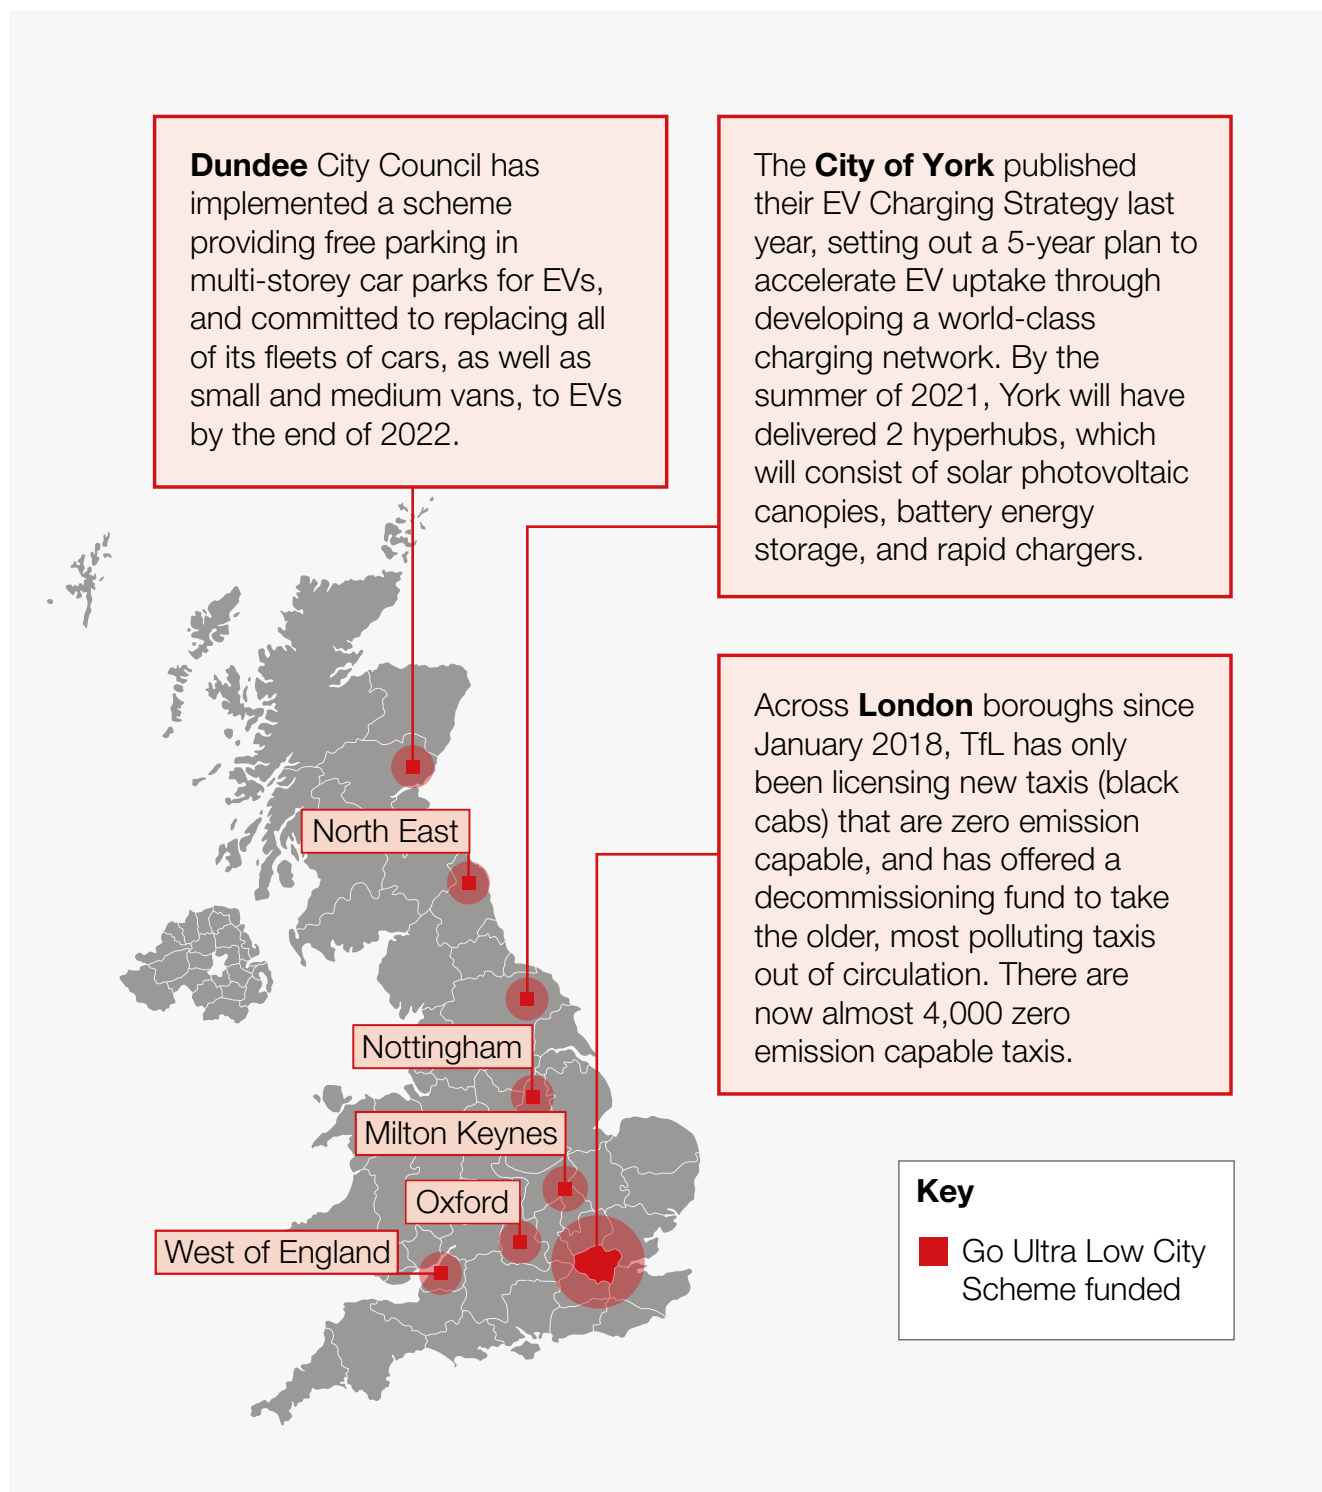 Dundee City Council has
implemented a scheme
providing free parking in
multi-storey car parks for EVs,
and committed to replacing all
of its fleets of cars, as well as
small and medium vans, to EVs
by the end of 2022.
The City of York published
their EV Charging Strategy last
year, setting out a 5-year plan to
accelerate EV uptake through
developing a world-class
charging network. By the
summer of 2021, York will have
delivered 2 hyperhubs, which
will consist of solar photovoltaic
canopies, battery energy
storage, and rapid chargers.
Across London boroughs since
January 2018, TfL has only
been licensing new taxis (black
cabs) that are zero emission
capable, and has offered a
decommissioning fund to take
the older, most polluting taxis
out of circulation. There are
now almost 4,000 zero
emission capable taxis.
North East
Nottingham
Milton Keynes
Oxford
West of England
Key
Go Ultra Low City
Scheme funded